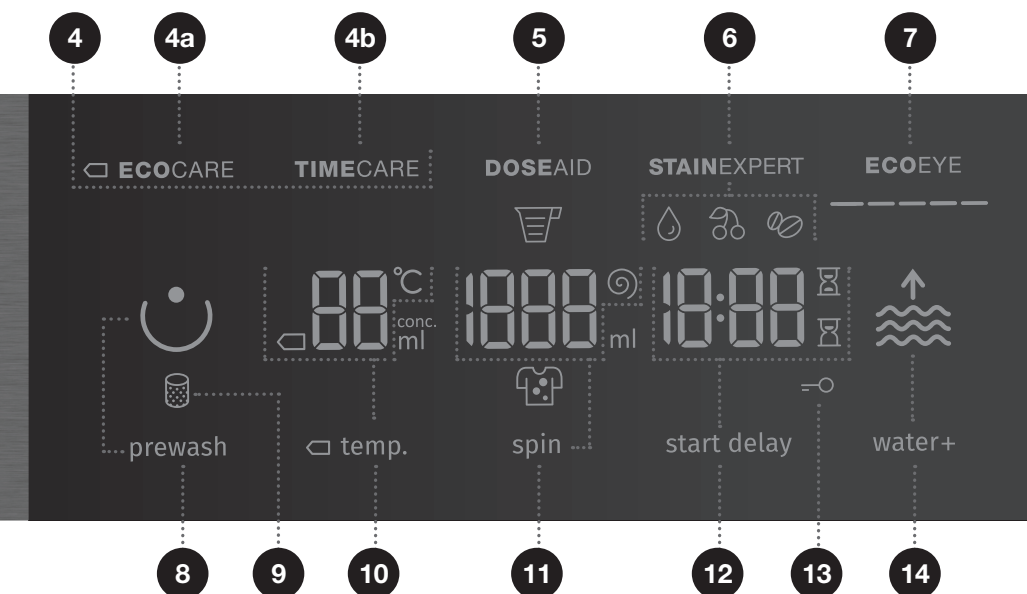 4 4a 4b 5 6 7
ECOCARE TIMECARE DOSEAID STAINEXPERT ECOEYE
88 °C 1888 18:88
conc. ml ml
prewash temp. spin start delay water+
8 9 10 11 12 13 14